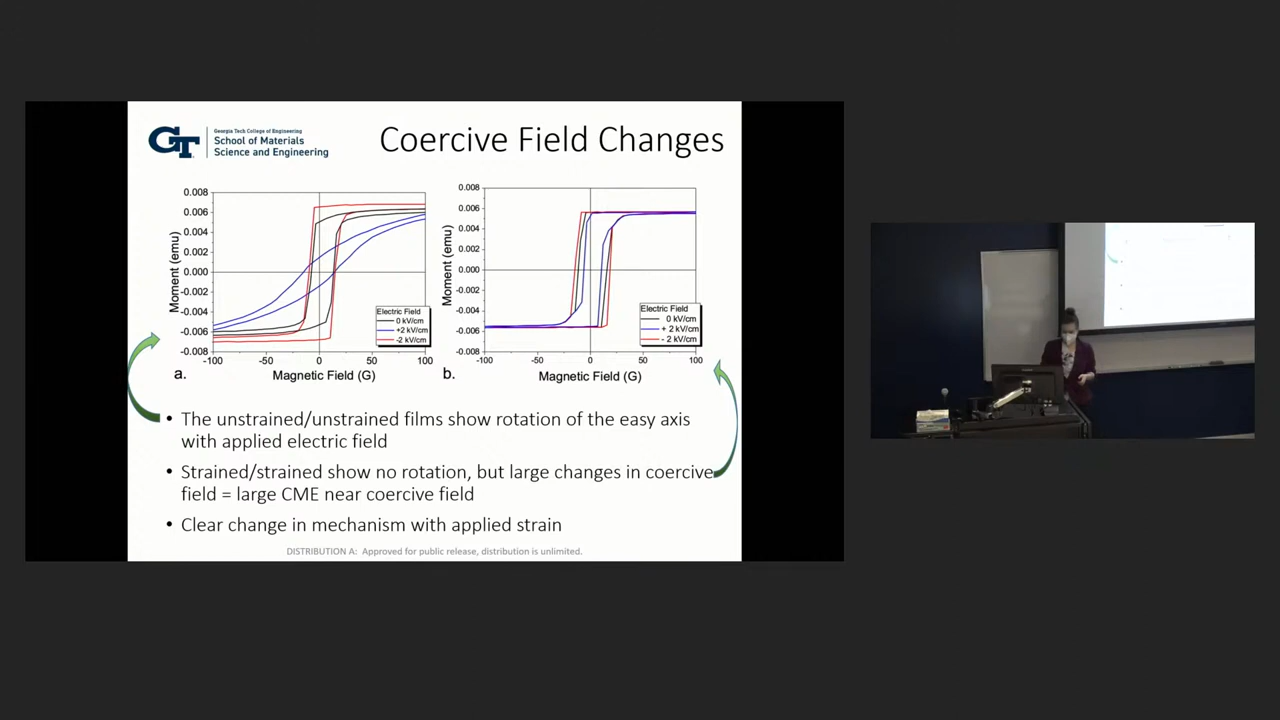 Georgia Tech College of Engineering
School of Materials
Science and Engineering
GT
Coercive Field Changes
0.008
0.006
0.004
0.002
0.000
-0.002
-0.004
-0.006
-0.008
Moment (emu)
-100
-50
0
50
100
Magnetic Field (G)
Electric Field
0 kV/cm
+2 kV/cm
-2 kV/cm
a.
0.008
0.006
0.004
0.002
0.000
-0.002
-0.004
-0.006
-0.008
Moment (emu)
-100
-50
0
50
100
Magnetic Field (G)
Electric Field
0 kV/cm
+ 2 kV/cm
- 2 kV/cm
b.
• The unstrained/unstrained films show rotation of the easy axis
with applied electric field
• Strained/strained show no rotation, but large changes in coercive
field = large CME near coercive field
• Clear change in mechanism with applied strain
DISTRIBUTION A: Approved for public release, distribution is unlimited.